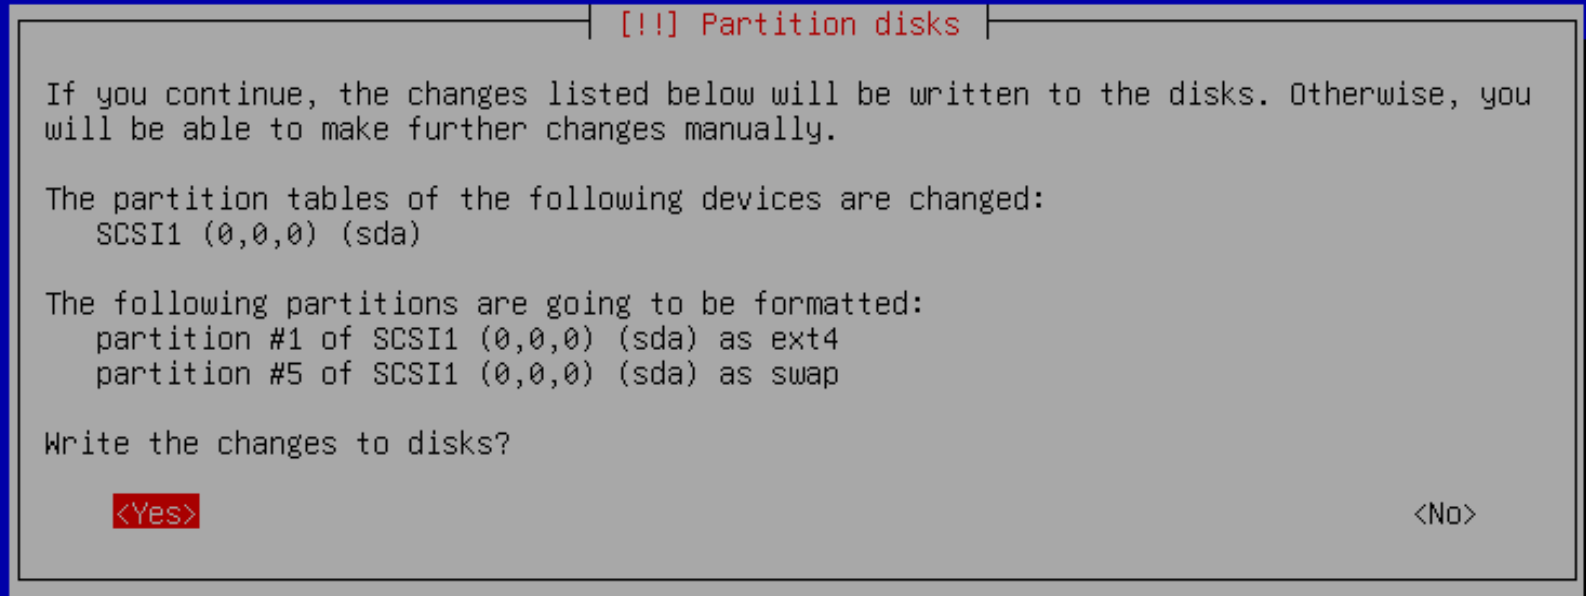 [!!] Partition disks
If you continue, the changes listed below will be written to the disks. Otherwise, you
will be able to make further changes manually.
The partition tables of the following devices are changed:
SCSI1 (0,0,0) (sda)
The following partitions are going to be formatted:
partition #1 of SCSI1 (0,0,0) (sda) as ext4
partition #5 of SCSI1 (0,0,0) (sda) as swap
Write the changes to disks?
<Yes> <No>